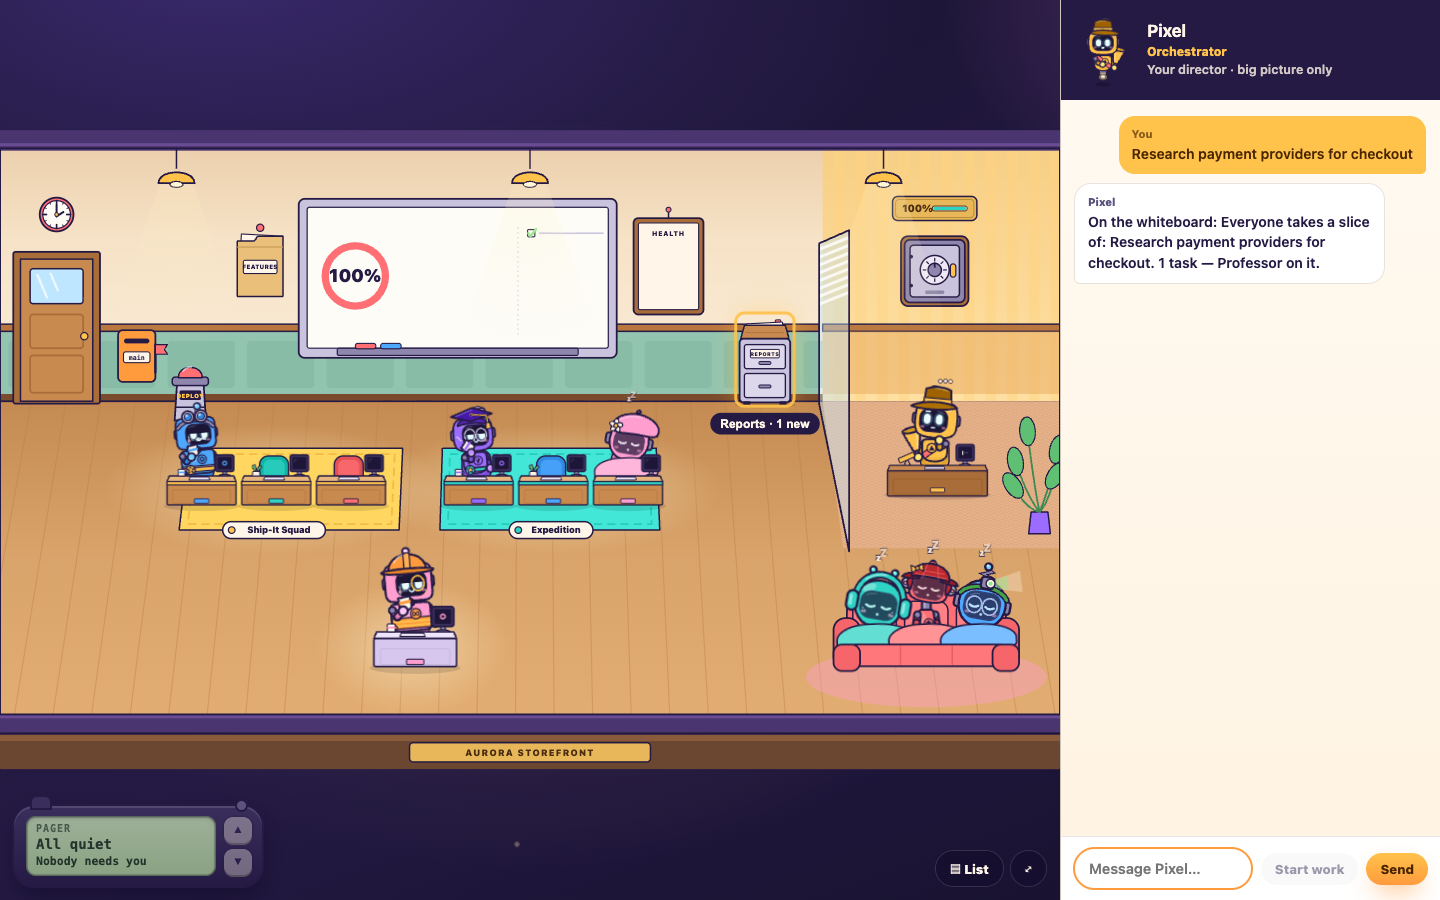 Pixel
Orchestrator
Your director · big picture only
You
Research payment providers for checkout
Pixel
On the whiteboard: Everyone takes a slice
of: Research payment providers for
checkout. 1 task — Professor on it.
100%
FEATURES
100%
HEALTH
main
REPORTS
Reports · 1 new
DEPLOY
Ship-It Squad
Expedition
AURORA STOREFRONT
PAGER
All quiet
Nobody needs you
▲
▼
List
Message Pixel...
Start work
Send